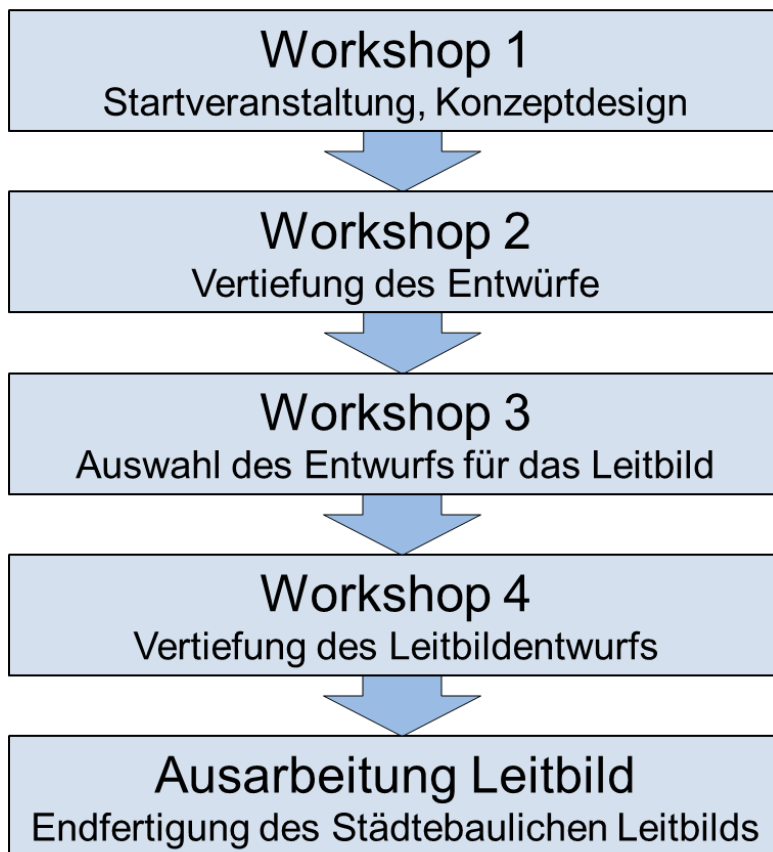 Workshop 1
Startveranstaltung, Konzeptdesign
Workshop 2
Vertiefung des Entwürfe
Workshop 3
Auswahl des Entwurfs für das Leitbild
Workshop 4
Vertiefung des Leitbildentwurfs
Ausarbeitung Leitbild
Endfertigung des Städtebaulichen Leitbilds